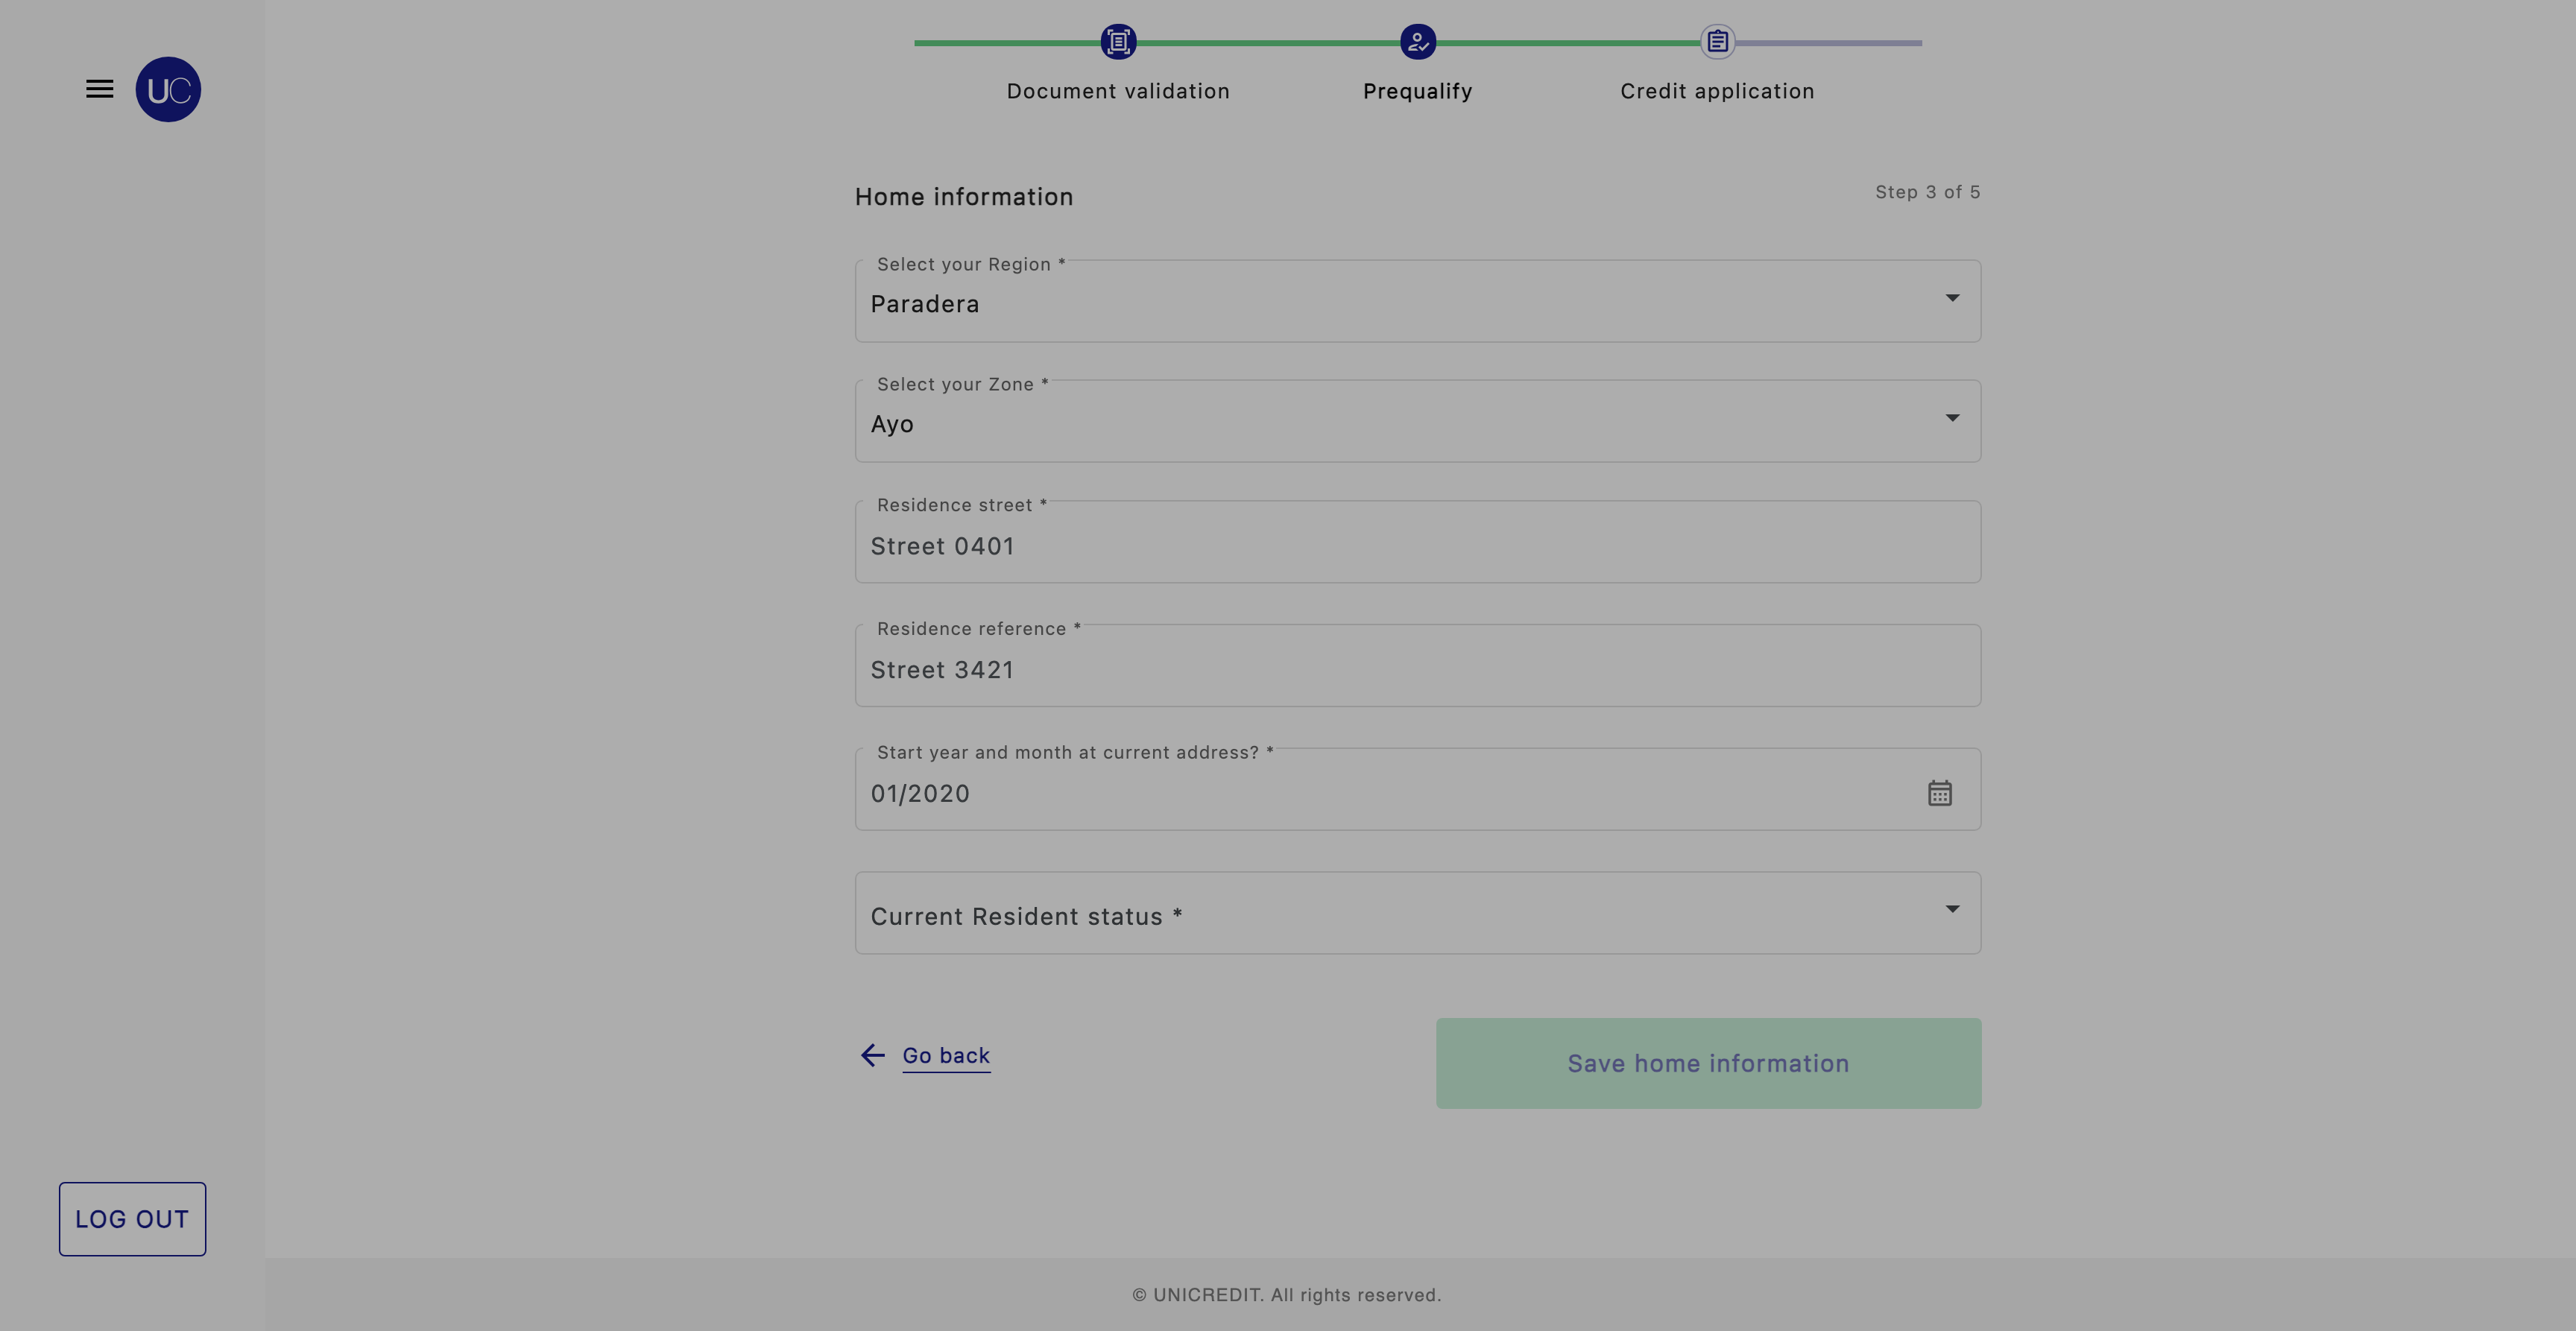 UC
Document validation
Prequalify
Credit application
Home information
Step 3 of 5
Select your Region *
Paradera
Select your Zone *
Ayo
Residence street *
Street 0401
Residence reference *
Street 3421
Start year and month at current address? *
01/2020
Current Resident status *
Go back
Save home information
LOG OUT
© UNICREDIT. All rights reserved.